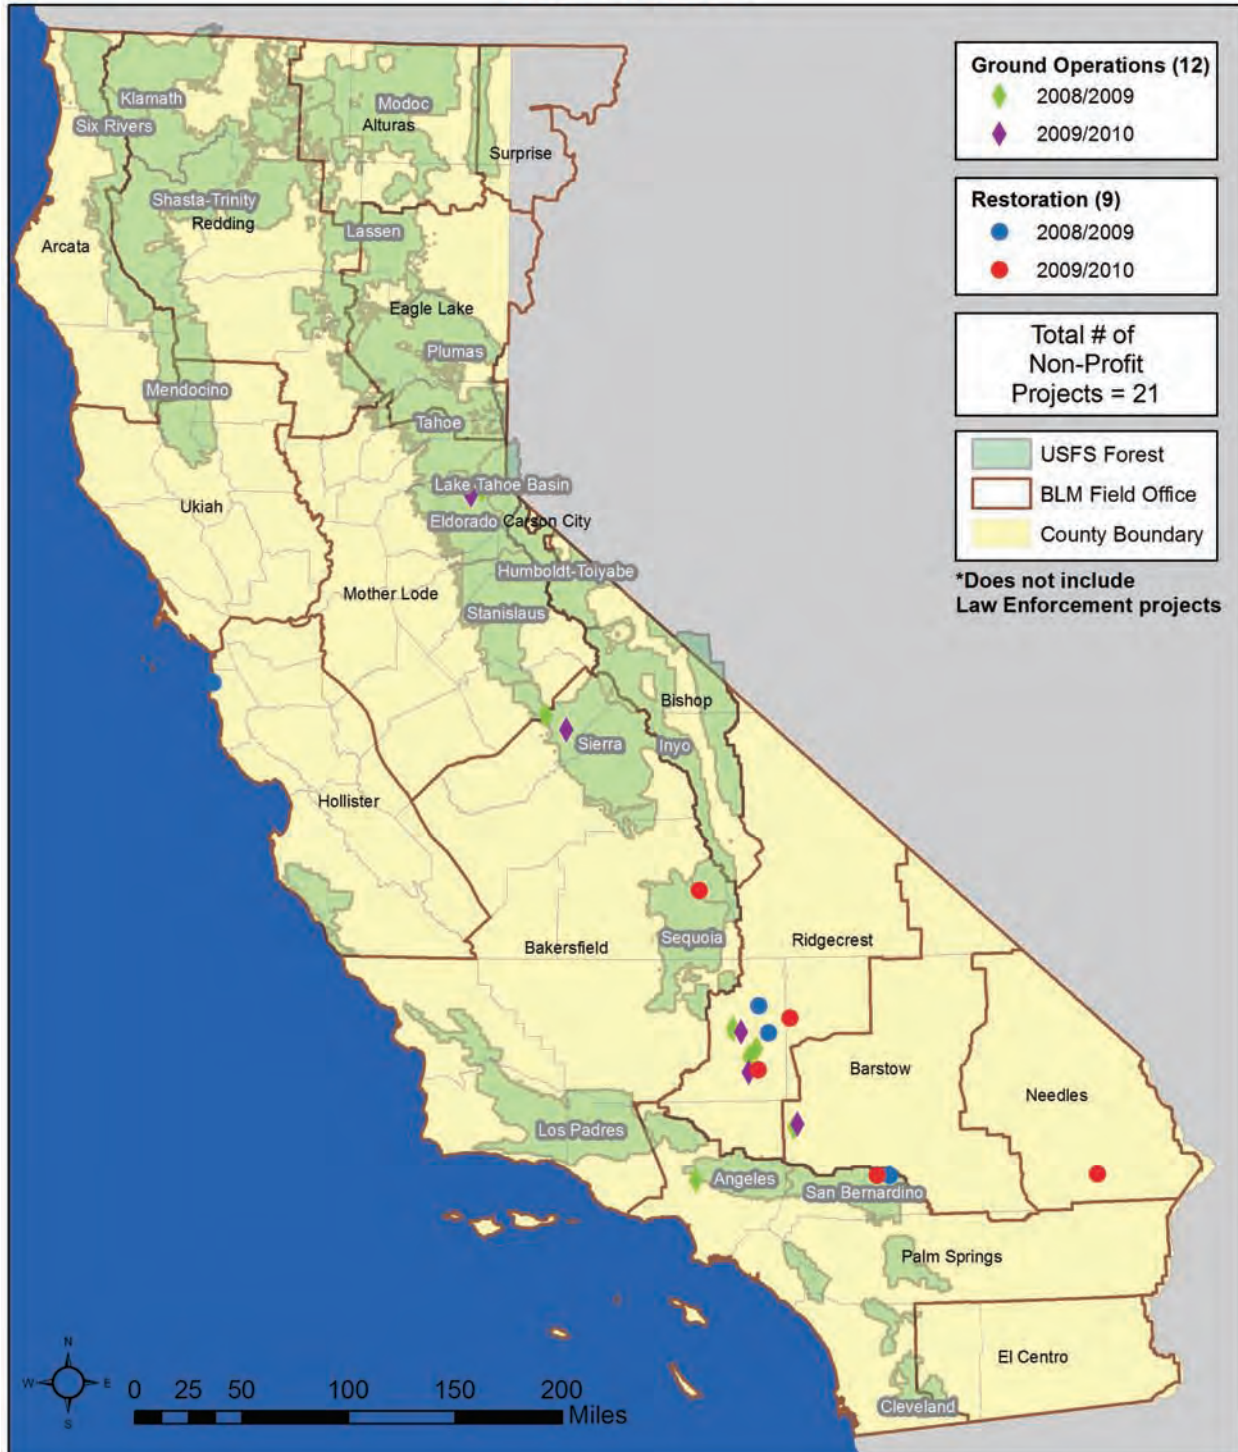 Ground Operations (12)
2008/2009
2009/2010
Restoration (9)
2008/2009
2009/2010
Total # of
Non-Profit
Projects = 21
USFS Forest
BLM Field Office
County Boundary
*Does not include
Law Enforcement projects
Klamath
Modoc
Six Rivers
Alturas
Surprise
Shasta-Trinity
Redding
Lassen
Arcata
Eagle Lake
Plumas
Mendocino
Tahoe
Lake Tahoe Basin
Ukiah
Eldorado
Carson City
Humboldt-Toiyabe
Mother Lode
Stanislaus
Bishop
Sierra
Inyo
Hollister
Sequoia
Ridgecrest
Bakersfield
Barstow
Needles
Los Padres
Angeles
San Bernardino
Palm Springs
El Centro
Cleveland
N
W
E
S
0 25 50 100 150 200
Miles